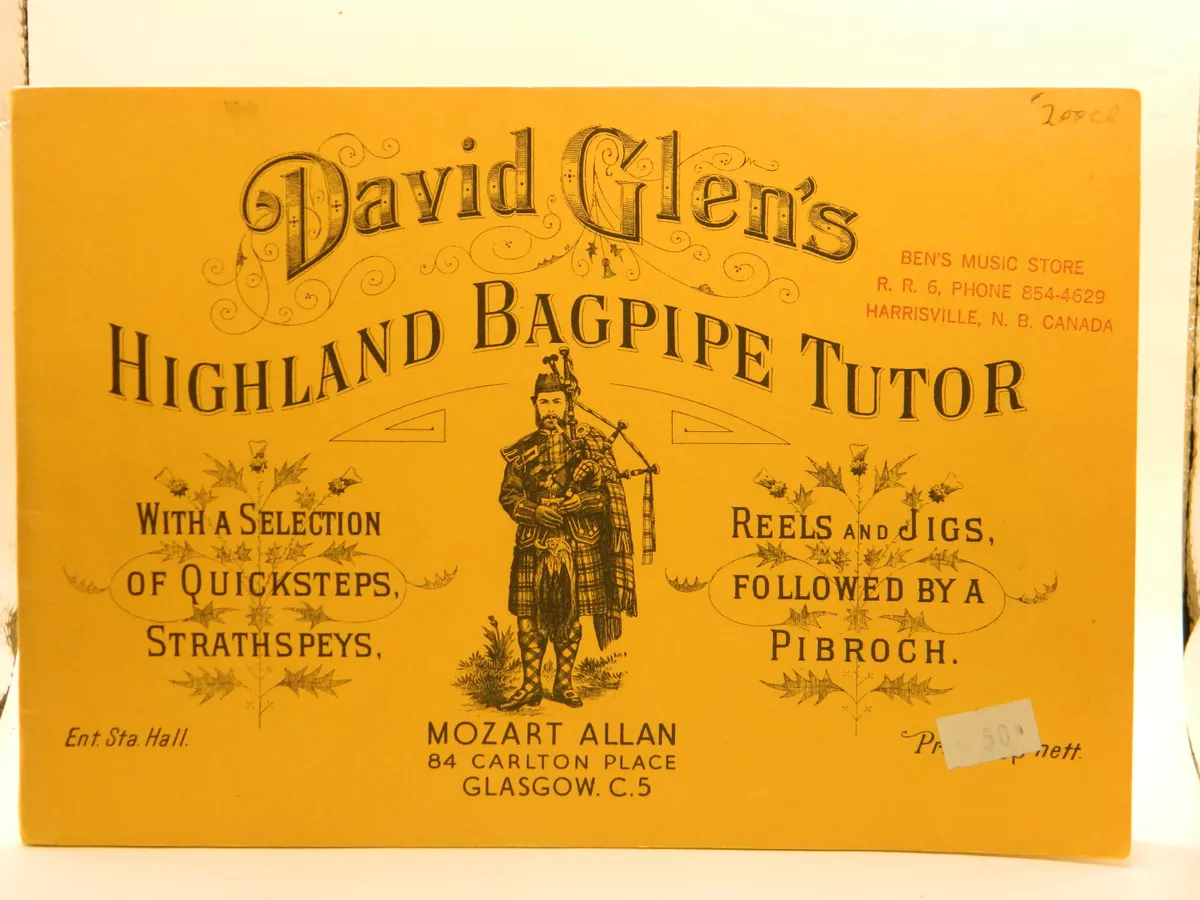 David Glen's
HIGHLAND BAGPIPE TUTOR
BEN'S MUSIC STORE
R. R. 6, PHONE 854-4629
HARRISVILLE, N. B. CANADA
WITH A SELECTION
OF QUICKSTEPS,
STRATHSPEYS,
REELS AND JIGS,
FOLLOWED BY A
PIBROCH.
Ent. Sta. Hall.
MOZART ALLAN
84 CARLTON PLACE
GLASGOW. C.5
50
nett.